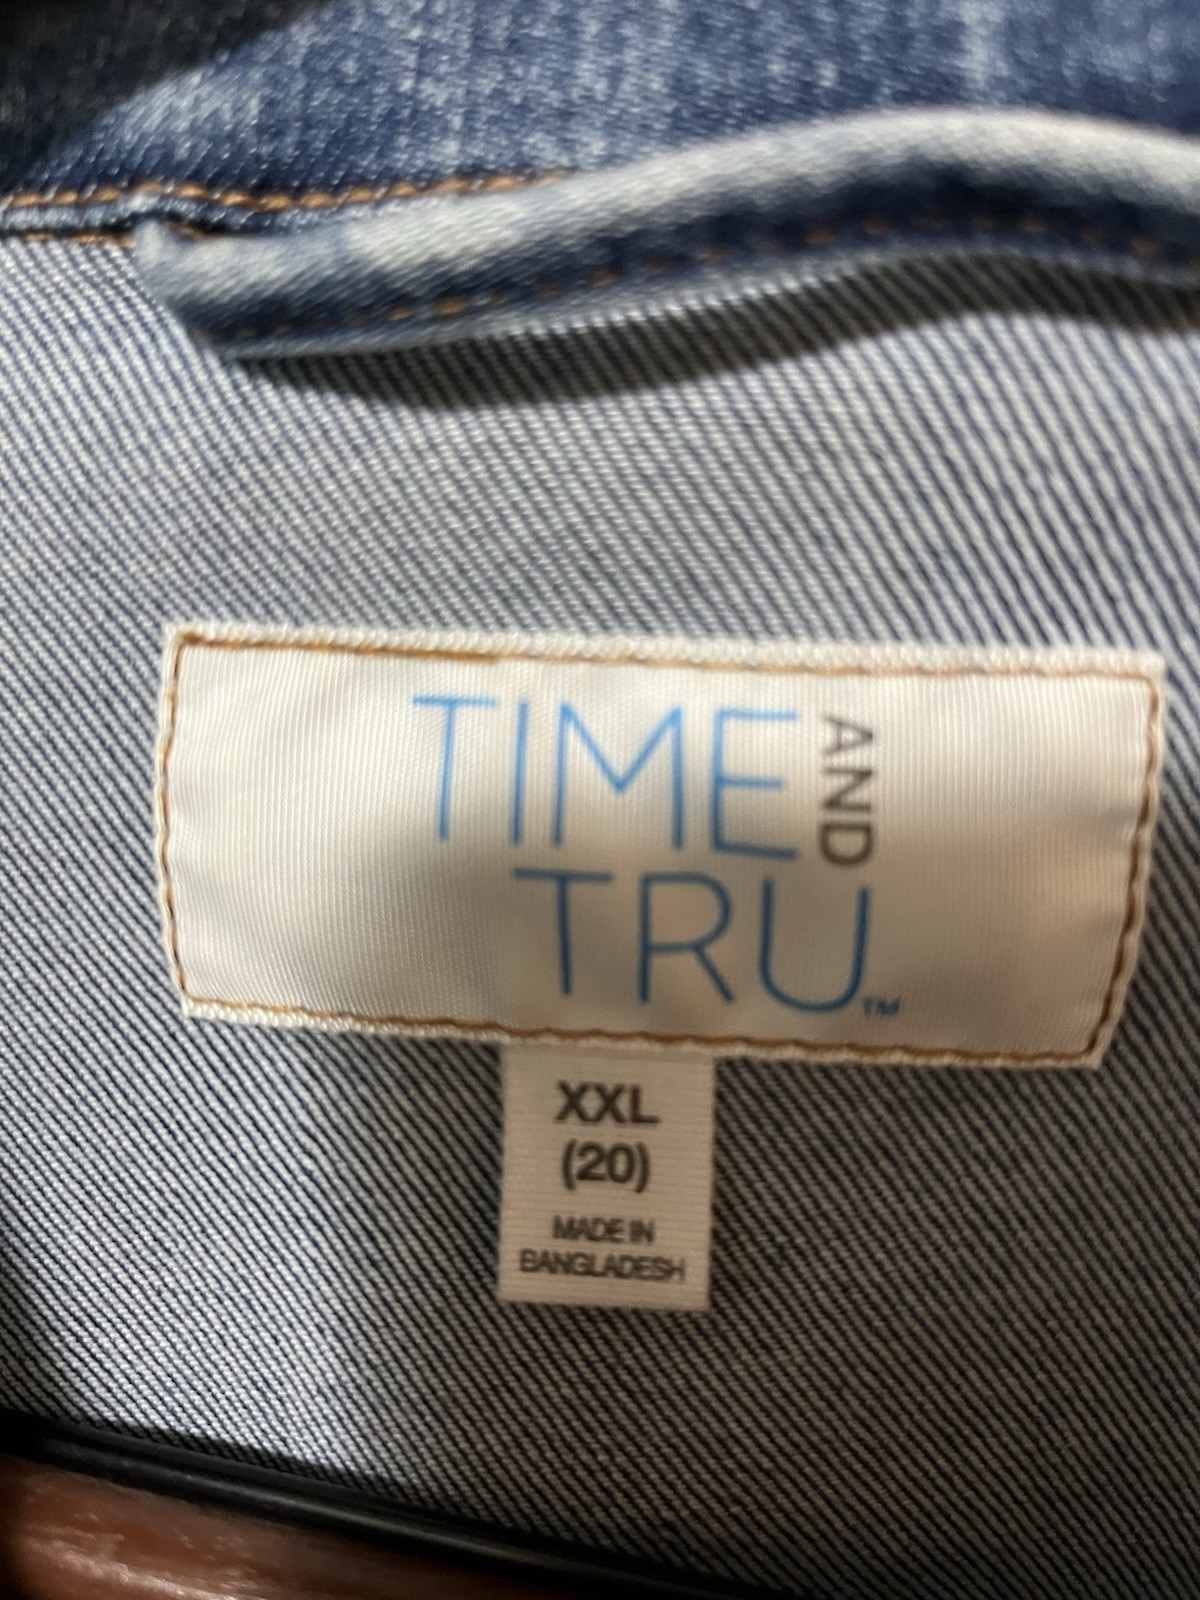 TIME AND
TRU™
XXL
(20)
MADE IN
BANGLADESH